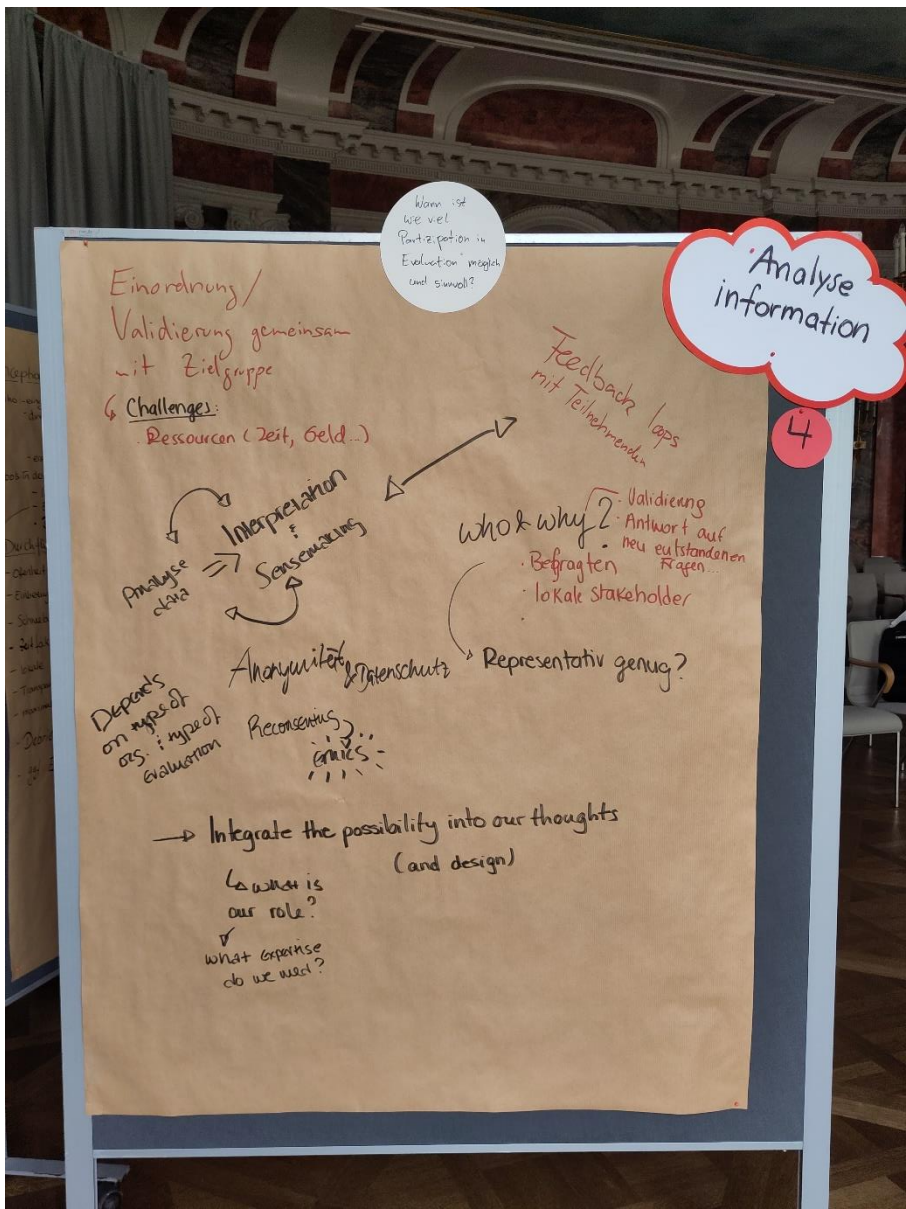 Wann ist
wie viel
Partizipation in
Evaluation möglich
und sinnvoll?
Analyse
information
4
Einordnung/
Validierung gemeinsam
mit Zielgruppe
Challenges:
Ressourcen (Zeit, Geld...)
Feedback loops
mit Teilnehmenden
Interpretation
&
Sensemaking
Analyse
data
who & why?
· Validierung
· Antwort auf
neu entstandenen
Fragen...
· Befragten
· lokale Stakeholder
Representativ genug?
Anonymität
& Datenschutz
Depends
on type of
org. & type of
evaluation
Reconsenting
Ethics
Integrate the possibility into our thoughts
(and design)
what is
our role?
what expertise
do we need?